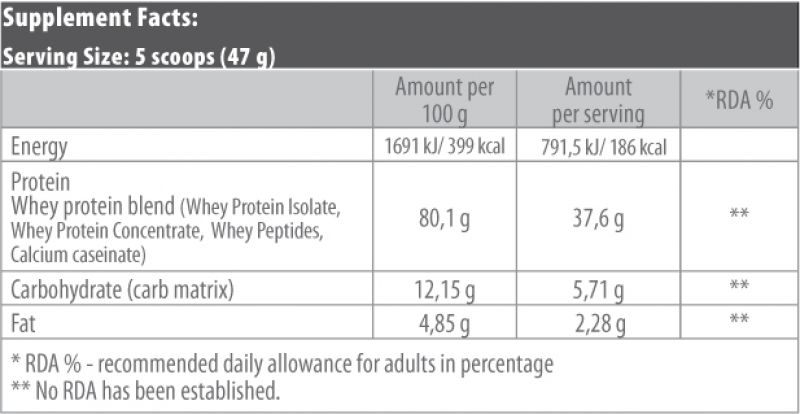 Supplement Facts:
Serving Size: 5 scoops (47 g)
Amount per 100 g Amount per serving *RDA %
Energy 1691 kJ/ 399 kcal 791,5 kJ/ 186 kcal
Protein
Whey protein blend (Whey Protein Isolate,
Whey Protein Concentrate, Whey Peptides,
Calcium caseinate) 80,1 g 37,6 g **
Carbohydrate (carb matrix) 12,15 g 5,71 g **
Fat 4,85 g 2,28 g **
* RDA % - recommended daily allowance for adults in percentage
** No RDA has been established.